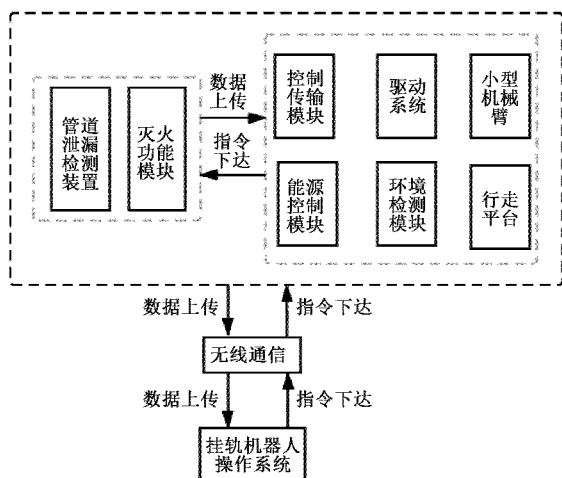 管道
泄漏
检测
装置
灭火
功能
模块
数据
上传
指令
下达
控制
传输
模块
驱动
系统
小型
机械
臂
能源
控制
模块
环境
检测
模块
行走
平台
数据上传
指令下达
无线通信
数据上传
指令下达
挂轨机器人
操作系统